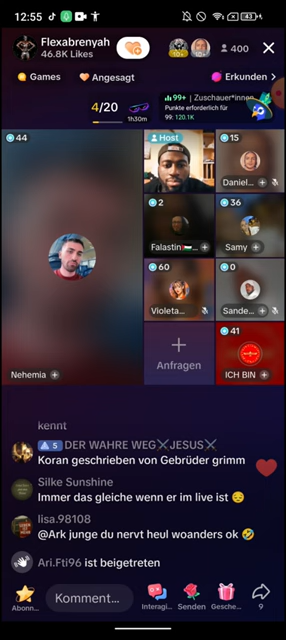 12:55
Flexabrenyah
46.8K Likes
10+
10+
400
Games
Angesagt
Erkunden >
4/20
1h30m
99+ | Zuschauer*innen
Punkte erforderlich für
99: 120.1K
44
Host
15
Daniel...
2
Falastin🇵🇸...
36
Samy
60
Violeta...
0
Sande...
Nehemia
Anfragen
41
ICH BIN
kennt
5 DER WAHRE WEG⚔️JESUS⚔️
Koran geschrieben von Gebrüder grimm
Silke Sunshine
Immer das gleiche wenn er im live ist 😔
lisa.98108
@Ark junge du nervt heul woanders ok 🤣
Ari.Fti96 ist beigetreten
Abonn...
Komment...
Interagi...
Senden
Gesche...
9